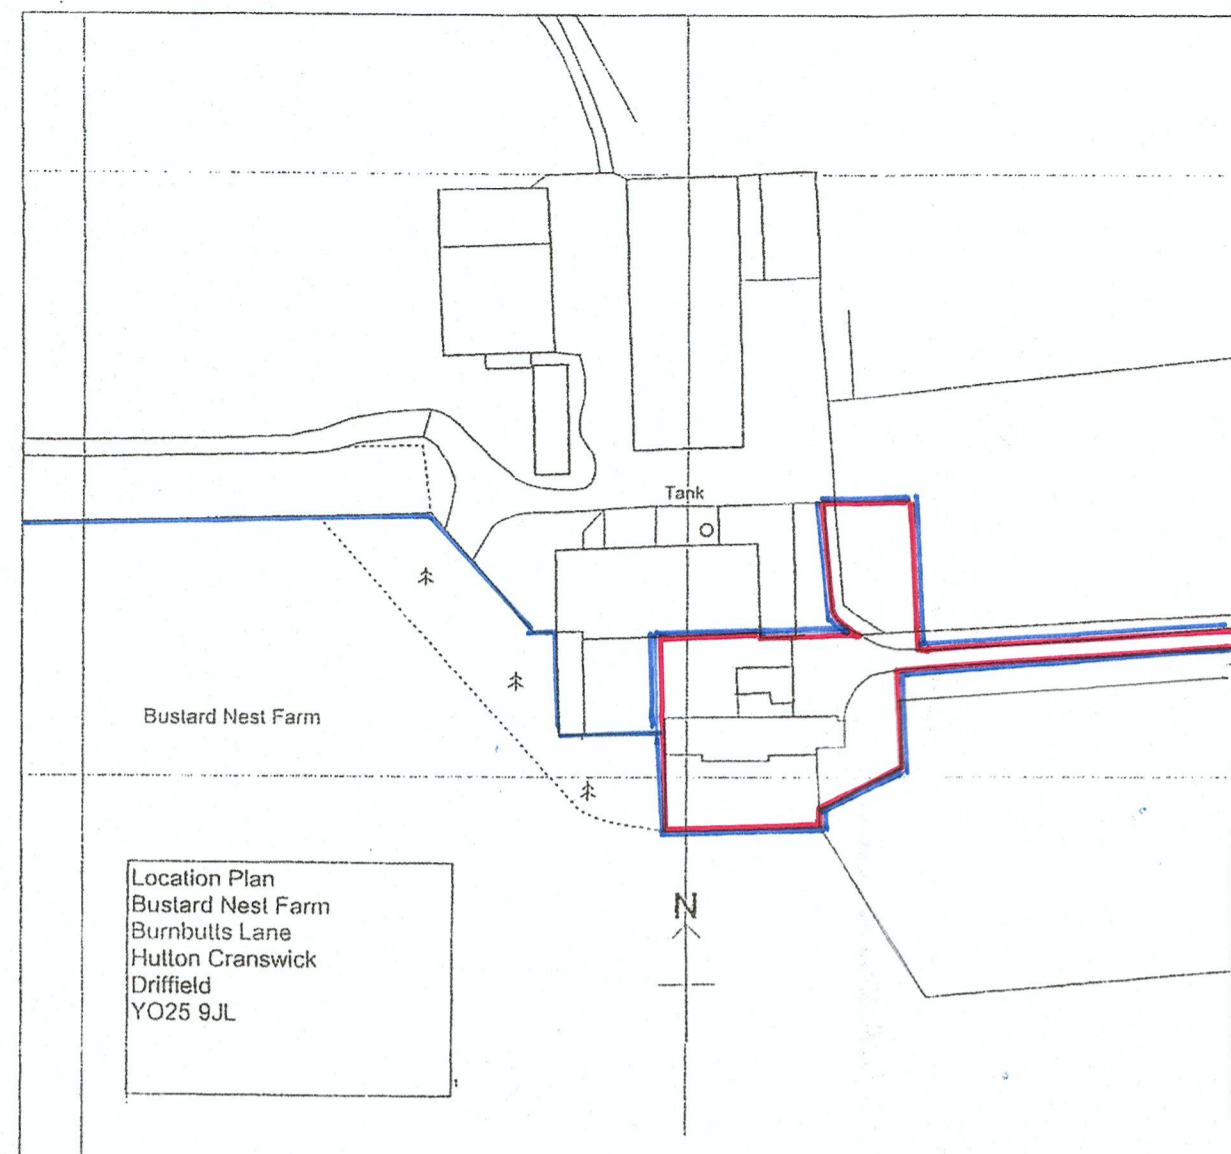 Tank
Bustard Nest Farm
Location Plan
Bustard Nest Farm
Burnbutts Lane
Hutton Cranswick
Driffield
YO25 9JL
N